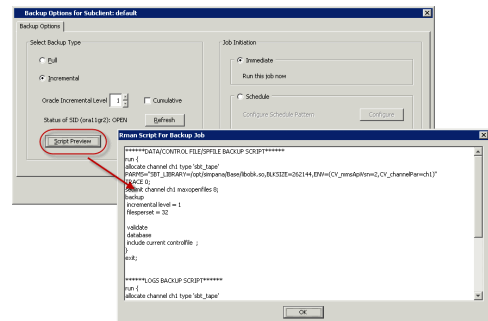 Backup Options for Subclient: default
Backup Options
Select Backup Type
Full
Incremental
Oracle Incremental Level
1
Cumulative
Status of SID (ora11gr2): OPEN
Refresh
Script Preview
Job Initiation
Immediate
Run this job now
Schedule
Configure Schedule Pattern
Configure
Rman Script For Backup Job
******DATA/CONTROL FILE/SPFILE BACKUP SCRIPT******
run {
allocate channel ch1 type 'sbt_tape'
PARMS="SBT_LIBRARY=/opt/simpana/Base/libobk.so,BLKSIZE=262144,ENV=(CV_mmsApiVsn=2,CV_channelPar=ch1)"
TRACE 0;
setlimit channel ch1 maxopenfiles 8;
backup
incremental level = 1
filesperset = 32
validate
database
include current controlfile ;
}
exit;
******LOGS BACKUP SCRIPT******
run {
allocate channel ch1 type 'sbt_tape'
OK